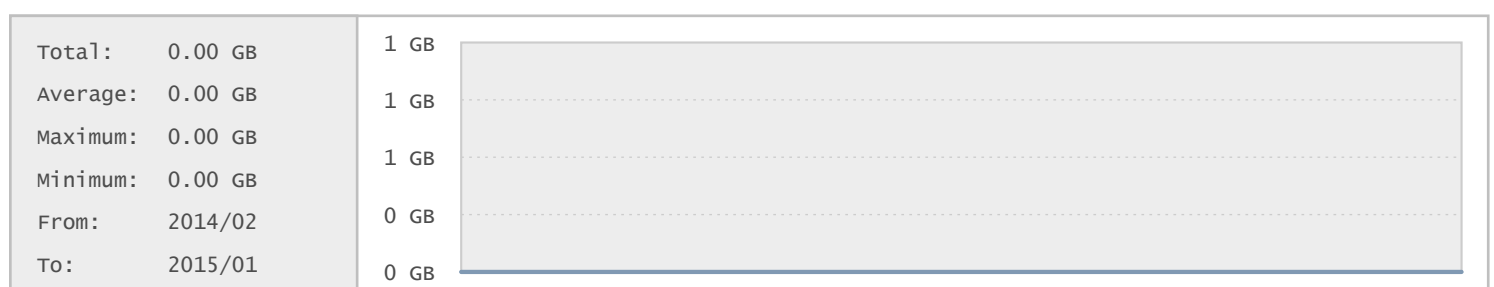 Total: 0.00 GB
Average: 0.00 GB
Maximum: 0.00 GB
Minimum: 0.00 GB
From: 2014/02
To: 2015/01
1 GB
1 GB
1 GB
0 GB
0 GB